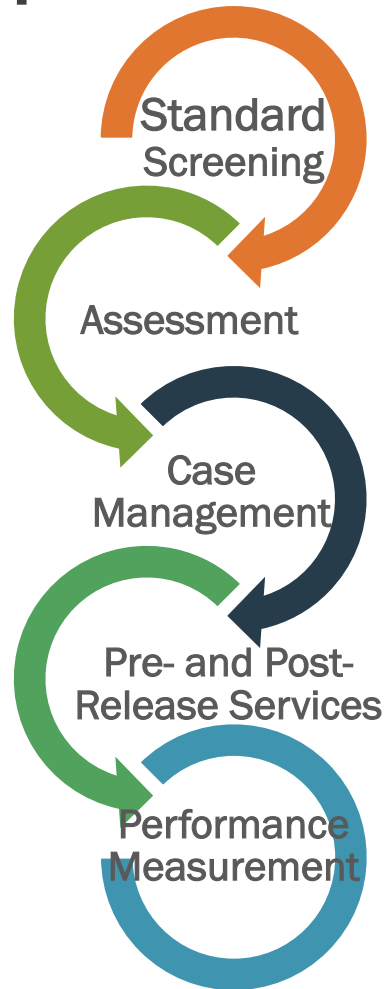 Standard
Screening
Assessment
Case
Management
Pre- and Post-
Release Services
Performance
Measurement